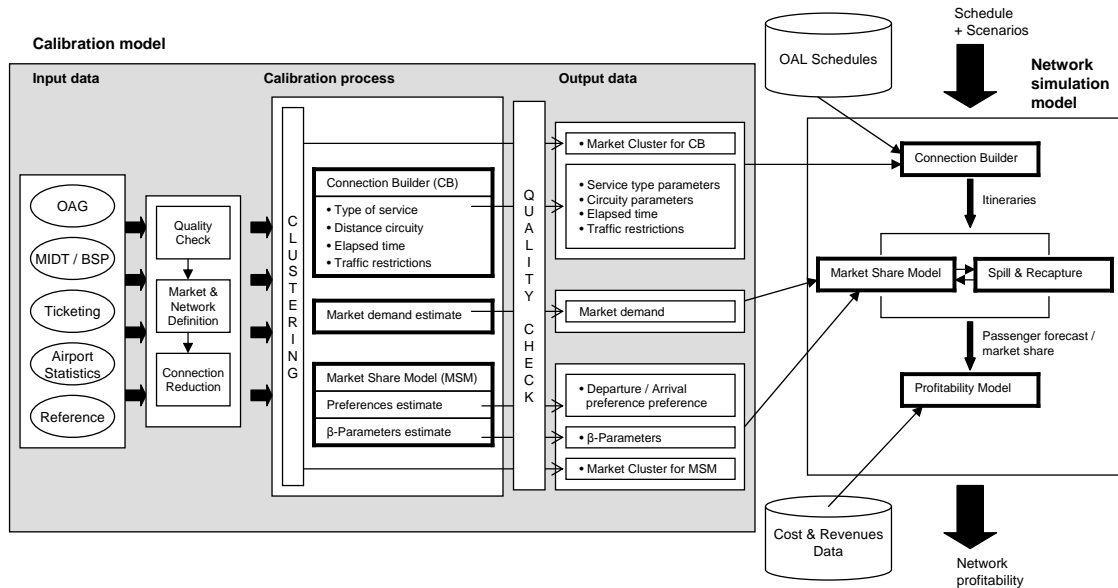 Calibration model
Input data
OAG
MIDT / BSP
Ticketing
Airport
Statistics
Reference
Quality
Check
Market &
Network
Definition
Connection
Reduction
Calibration process
CLUSTERING
Connection Builder (CB)
• Type of service
• Distance circuity
• Elapsed time
• Traffic restrictions
Market demand estimate
Market Share Model (MSM)
Preferences estimate
β-Parameters estimate
QUALITY CHECK
Output data
• Market Cluster for CB
• Service type parameters
• Circuity parameters
• Elapsed time
• Traffic restrictions
• Market demand
• Departure / Arrival
preference preference
• β-Parameters
• Market Cluster for MSM
OAL Schedules
Schedule
+ Scenarios
Network
simulation
model
Connection Builder
Itineraries
Market Share Model
Spill & Recapture
Passenger forecast /
market share
Profitability Model
Cost & Revenues
Data
Network
profitability